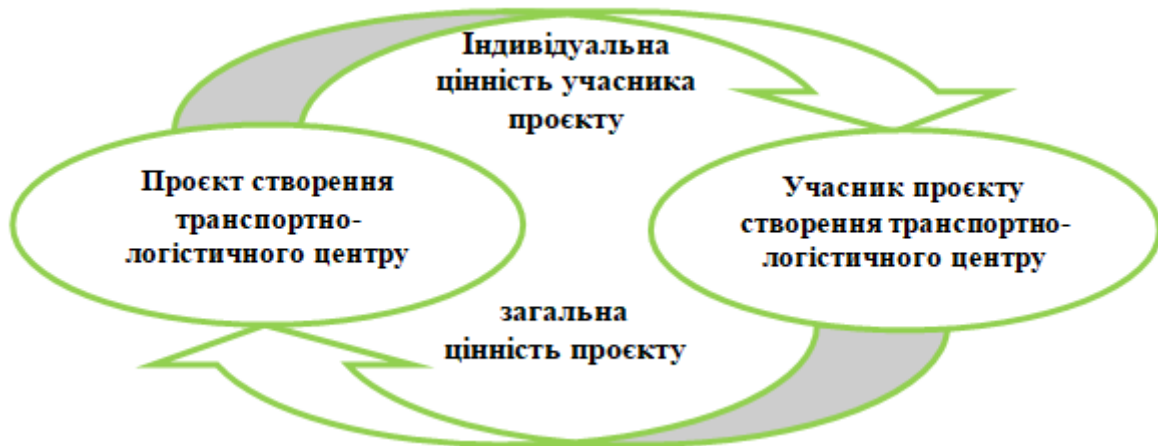 Індивідуальна
цінність учасника
проєкту
Проєкт створення
транспортно-
логістичного центру
Учасник проєкту
створення транспортно-
логістичного центру
загальна
цінність проєкту